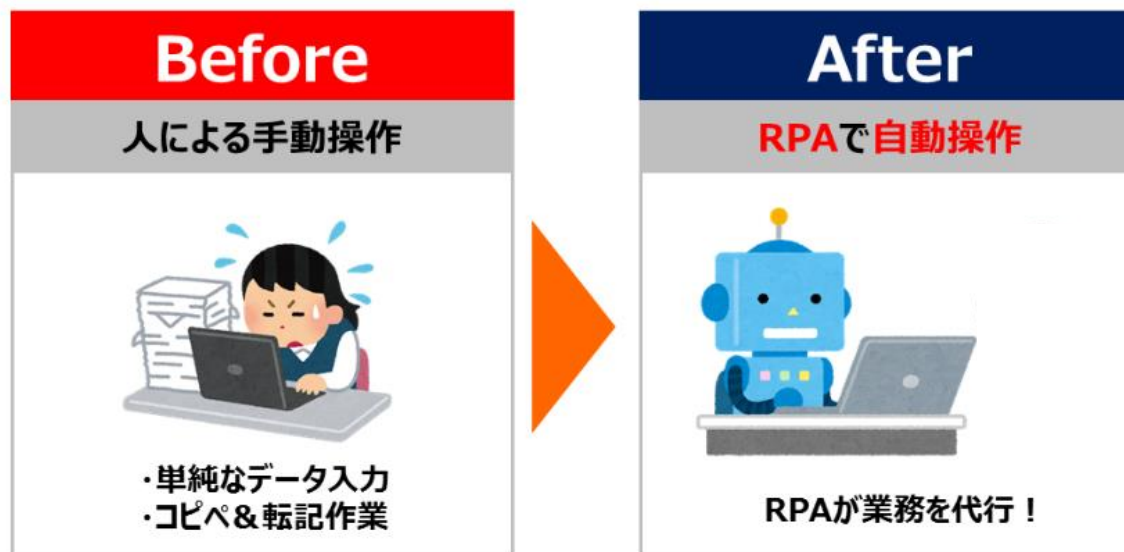 Before
人による手動操作
・単純なデータ入力
・コピペ＆転記作業
After
RPAで自動操作
RPAが業務を代行！